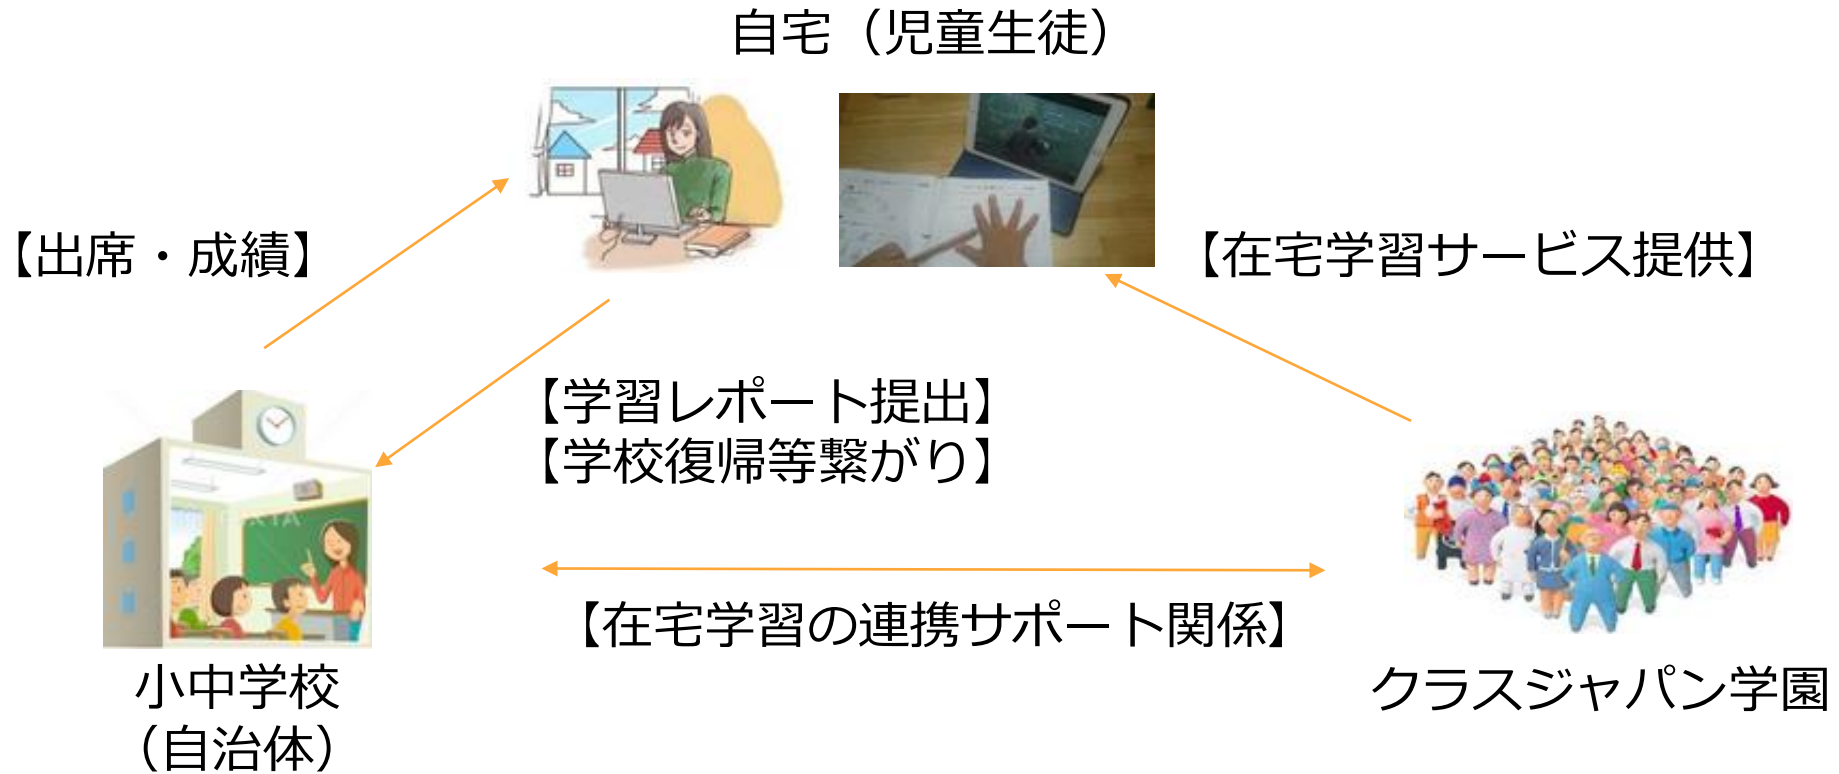 自宅（児童生徒）
【出席・成績】
【在宅学習サービス提供】
【学習レポート提出】
【学校復帰等繋がり】
【在宅学習の連携サポート関係】
小中学校
（自治体）
クラスジャパン学園